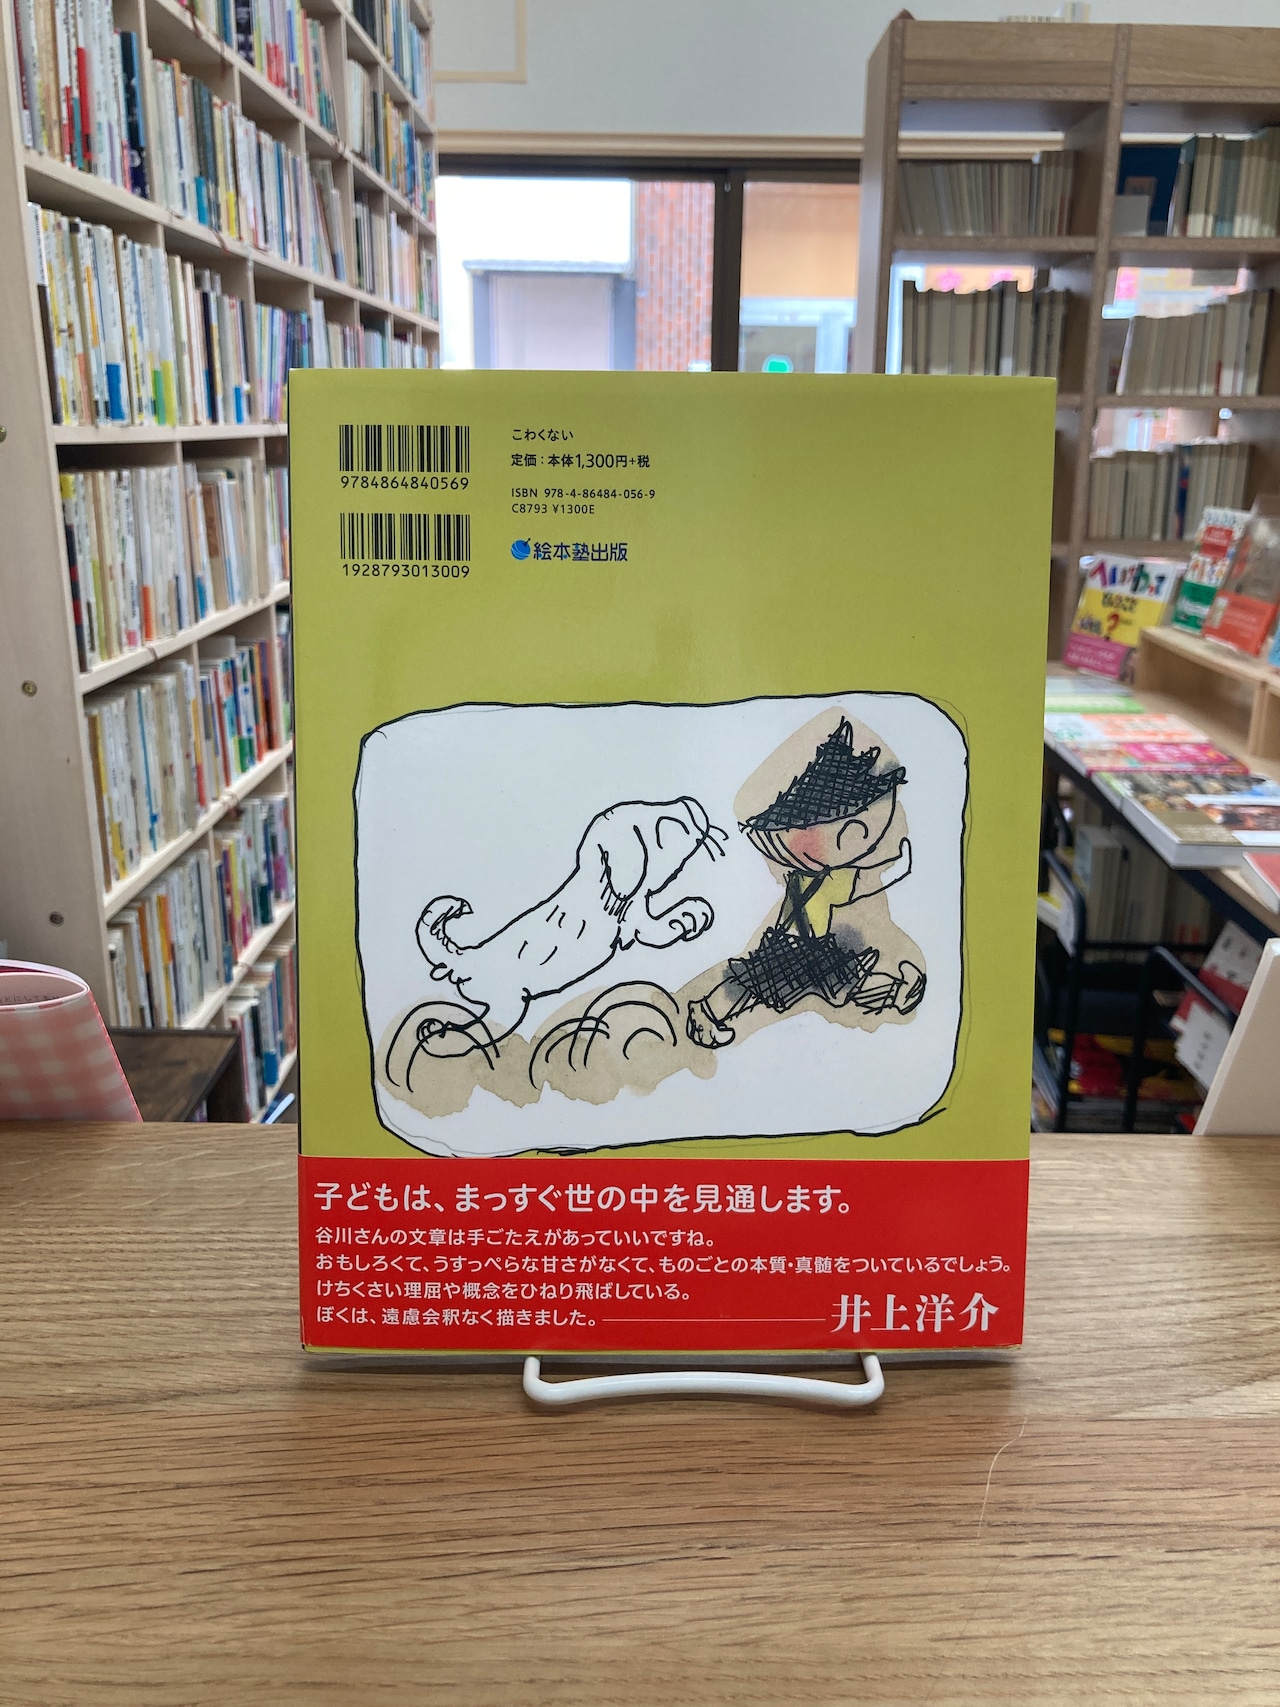 9784864840569
1928793013009
こわくない
定価：本体1,300円+税
ISBN 978-4-86484-056-9
C8793 ¥1300E
絵本塾出版
子どもは、まっすぐ世の中を見通します。
谷川さんの文章は手ごたえがあっていいですね。
おもしろくて、うすっぺらな甘さがなくて、ものごとの本質・真髄をついているでしょう。
けちくさい理屈や概念をひねり飛ばしている。
ぼくは、遠慮会釈なく描きました。
井上洋介